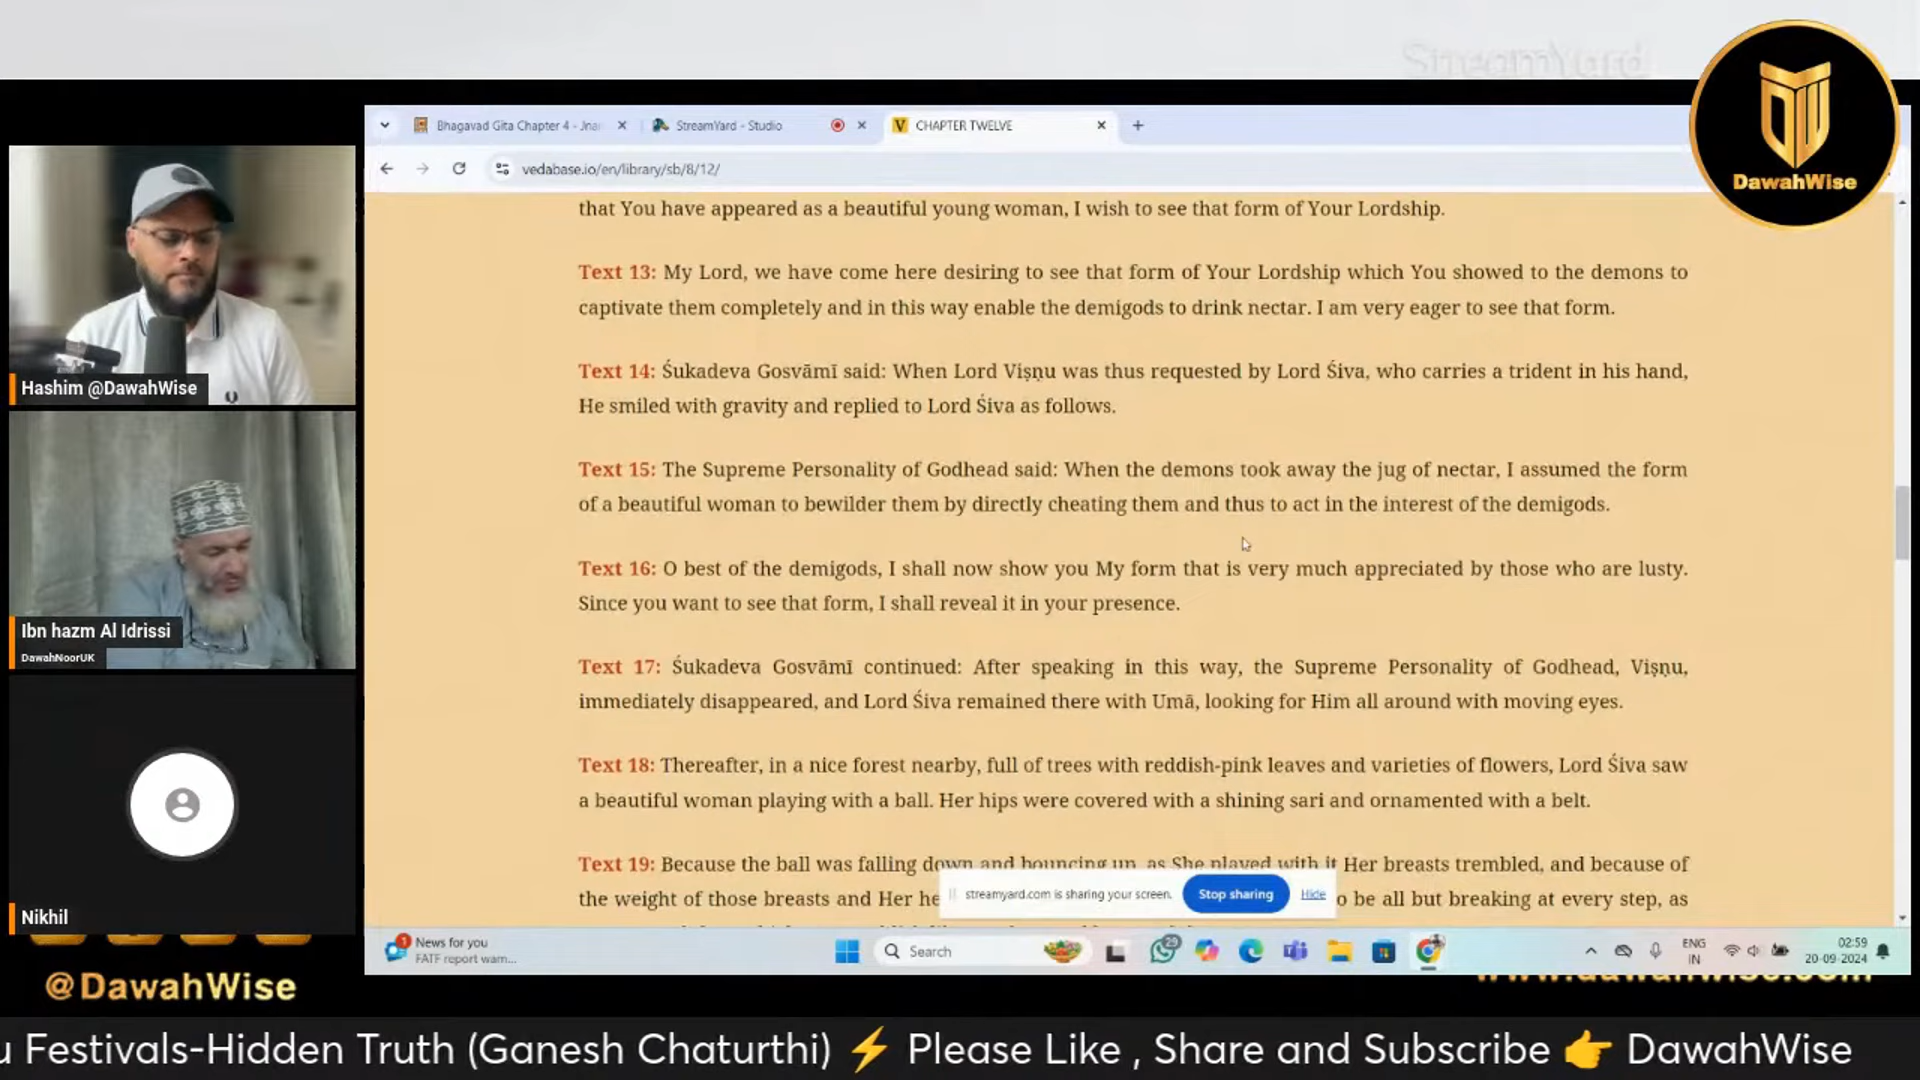 StreamYard
DawahWise
Bhagavad Gita Chapter 4 - Jna
StreamYard - Studio
CHAPTER TWELVE
vedabase.io/en/library/sb/8/12/
that You have appeared as a beautiful young woman, I wish to see that form of Your Lordship.
Text 13: My Lord, we have come here desiring to see that form of Your Lordship which You showed to the demons to
captivate them completely and in this way enable the demigods to drink nectar. I am very eager to see that form.
Text 14: Śukadeva Gosvāmī said: When Lord Viṣṇu was thus requested by Lord Śiva, who carries a trident in his hand,
He smiled with gravity and replied to Lord Śiva as follows.
Text 15: The Supreme Personality of Godhead said: When the demons took away the jug of nectar, I assumed the form
of a beautiful woman to bewilder them by directly cheating them and thus to act in the interest of the demigods.
Text 16: O best of the demigods, I shall now show you My form that is very much appreciated by those who are lusty.
Since you want to see that form, I shall reveal it in your presence.
Text 17: Śukadeva Gosvāmī continued: After speaking in this way, the Supreme Personality of Godhead, Viṣṇu,
immediately disappeared, and Lord Śiva remained there with Umā, looking for Him all around with moving eyes.
Text 18: Thereafter, in a nice forest nearby, full of trees with reddish-pink leaves and varieties of flowers, Lord Śiva saw
a beautiful woman playing with a ball. Her hips were covered with a shining sari and ornamented with a belt.
Text 19: Because the ball was falling down and bouncing up, as She played with it Her breasts trembled, and because of
the weight of those breasts and Her he
o be all but breaking at every step, as
streamyard.com is sharing your screen.
Stop sharing
Hide
Hashim @DawahWise
Ibn hazm Al Idrissi
DawahNoorUK
Nikhil
1
News for you
FATF report warn...
Search
29
ENG
IN
02:59
20-09-2024
@DawahWise
www.dawahwise.com
u Festivals-Hidden Truth (Ganesh Chaturthi) ⚡ Please Like , Share and Subscribe 👉 DawahWise